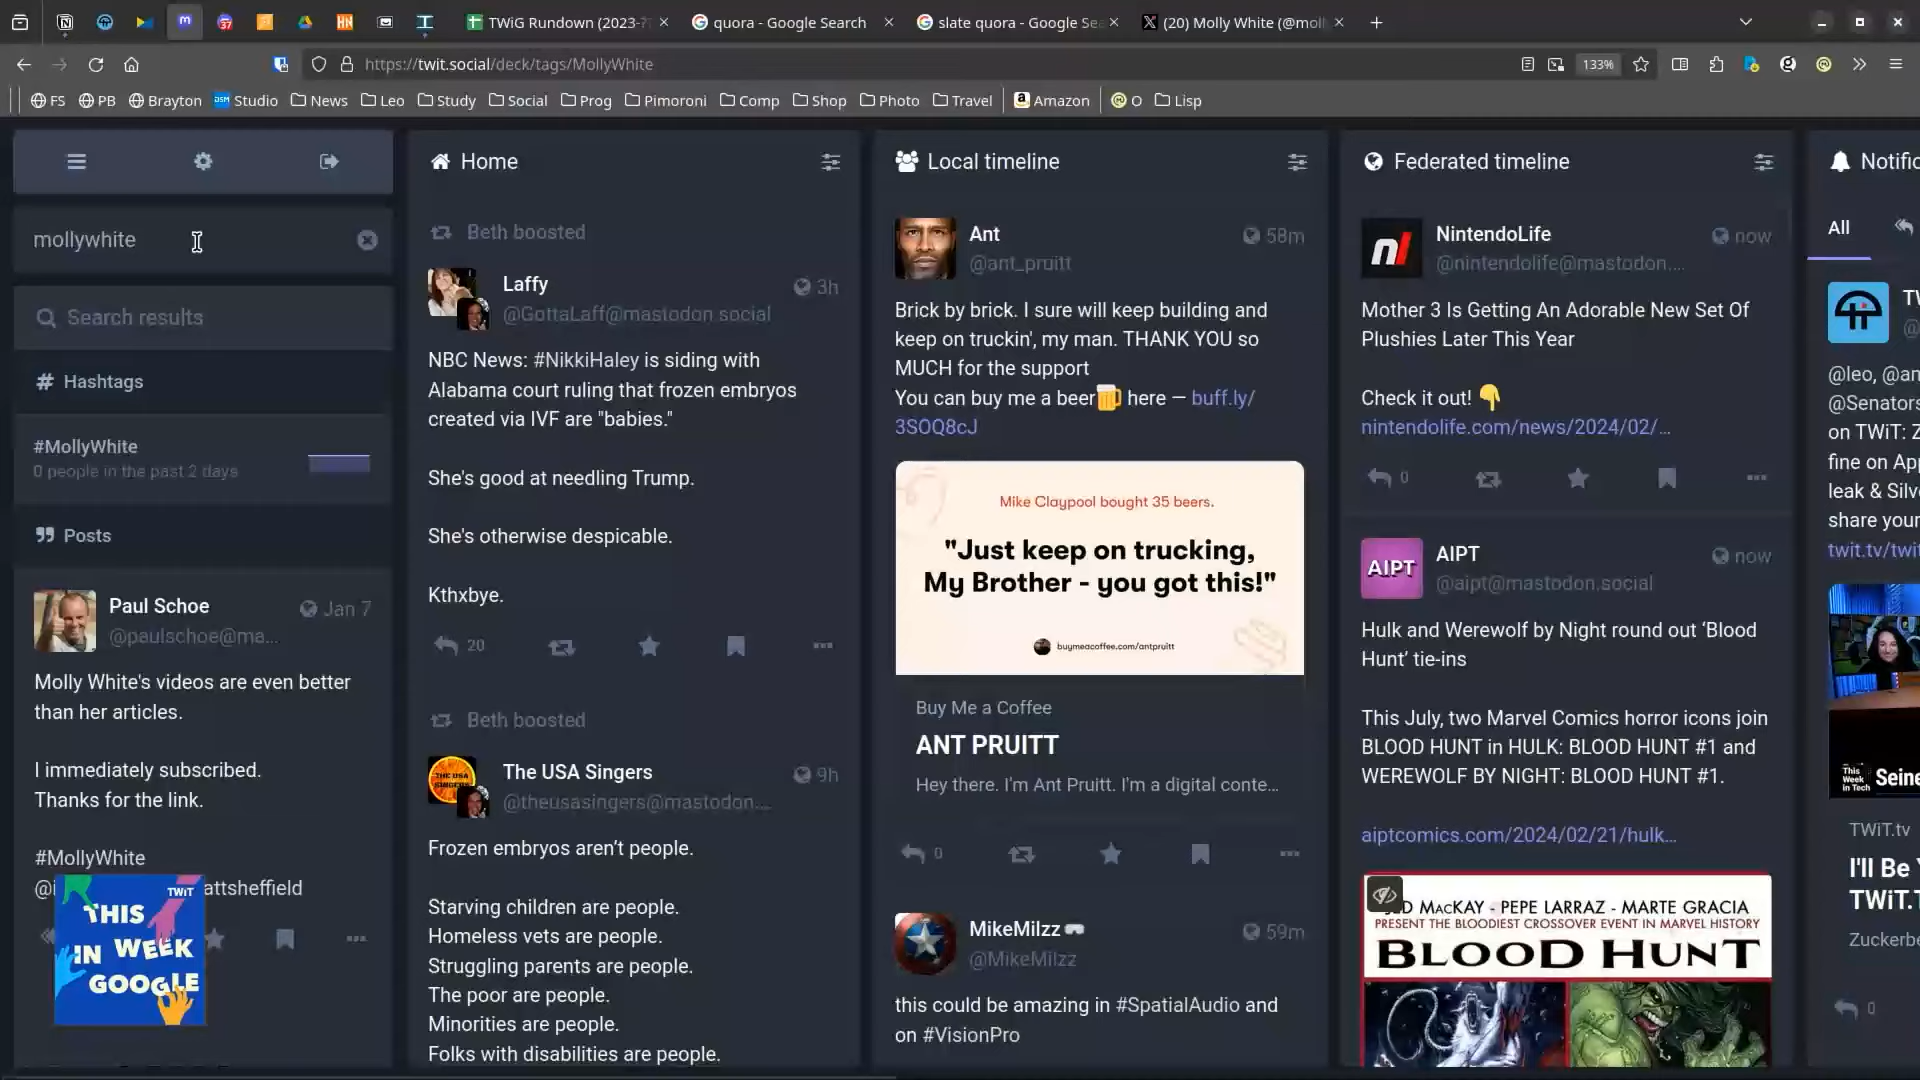 TWiG Rundown (2023-
quora - Google Search
slate quora - Google Sea
(20) Molly White (@moll
https://twit.social/deck/tags/MollyWhite
133%
FS PB Brayton Studio News Leo Study Social Prog Pimoroni Comp Shop Photo Travel Amazon O Lisp
mollywhite
Search results
# Hashtags
#MollyWhite
0 people in the past 2 days
Posts
Paul Schoe
Jan 7
@paulschoe@ma...
Molly White's videos are even better
than her articles.
I immediately subscribed.
Thanks for the link.
#MollyWhite
attsheffield
TWiT
THIS
WEEK
IN
GOOGLE
Home
Beth boosted
Laffy
3h
@GottaLaff@mastodon.social
NBC News: #NikkiHaley is siding with
Alabama court ruling that frozen embryos
created via IVF are "babies."
She's good at needling Trump.
She's otherwise despicable.
Kthxbye.
20
Beth boosted
The USA Singers
9h
@theusasingers@mastodon....
Frozen embryos aren’t people.
Starving children are people.
Homeless vets are people.
Struggling parents are people.
The poor are people.
Minorities are people.
Folks with disabilities are people.
Local timeline
Ant
58m
@ant_pruitt
Brick by brick. I sure will keep building and
keep on truckin', my man. THANK YOU so
MUCH for the support
You can buy me a beer🍺 here — buff.ly/
3SOQ8cJ
Mike Claypool bought 35 beers.
"Just keep on trucking,
My Brother - you got this!"
buymeacoffee.com/antpruitt
Buy Me a Coffee
ANT PRUITT
Hey there. I'm Ant Pruitt. I'm a digital conte...
0
MikeMilzz
59m
@MikeMilzz
this could be amazing in #SpatialAudio and
on #VisionPro
Federated timeline
NintendoLife
now
@nintendolife@mastodon....
Mother 3 Is Getting An Adorable New Set Of
Plushies Later This Year
Check it out! 👇
nintendolife.com/news/2024/02/...
0
AIPT
AIPT
now
@aipt@mastodon.social
Hulk and Werewolf by Night round out ‘Blood
Hunt’ tie-ins
This July, two Marvel Comics horror icons join
BLOOD HUNT in HULK: BLOOD HUNT #1 and
WEREWOLF BY NIGHT: BLOOD HUNT #1.
aiptcomics.com/2024/02/21/hulk...
MACKAY - PEPE LARRAZ - MARTE GRACIA
PRESENT THE BLOODIEST CROSSOVER EVENT IN MARVEL HISTORY
BLOOD HUNT
Notific
All
@leo, @an
@Senators
on TWiT: Z
fine on App
leak & Silv
share your
twit.tv/twit
This
Week
in Tech
Seine
TWiT.tv
I'll Be
TWiT.T
Zuckerbe
0